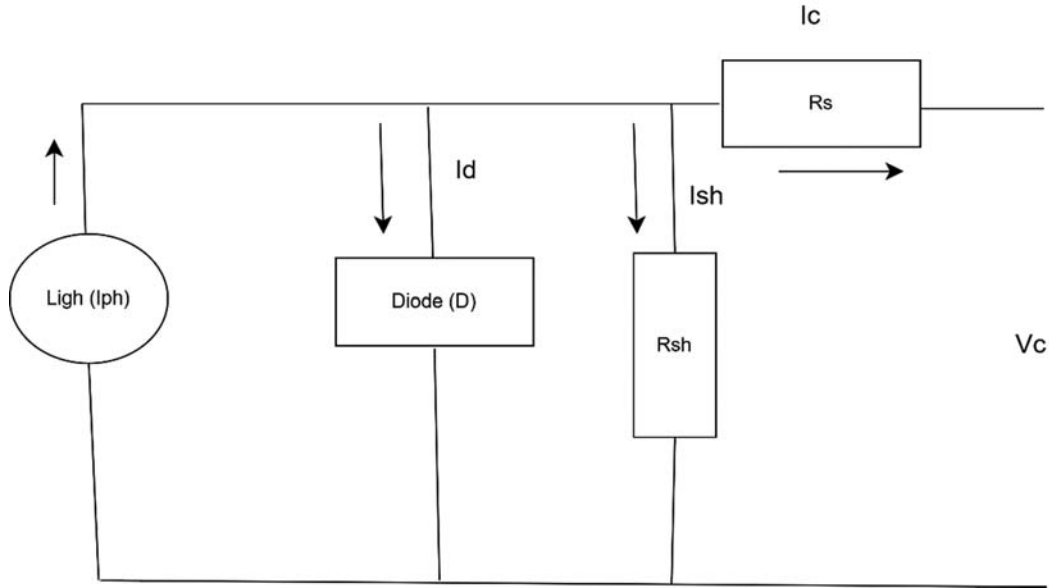 Ic
Rs
Id
Ish
Ligh (Iph)
Diode (D)
Rsh
Vc